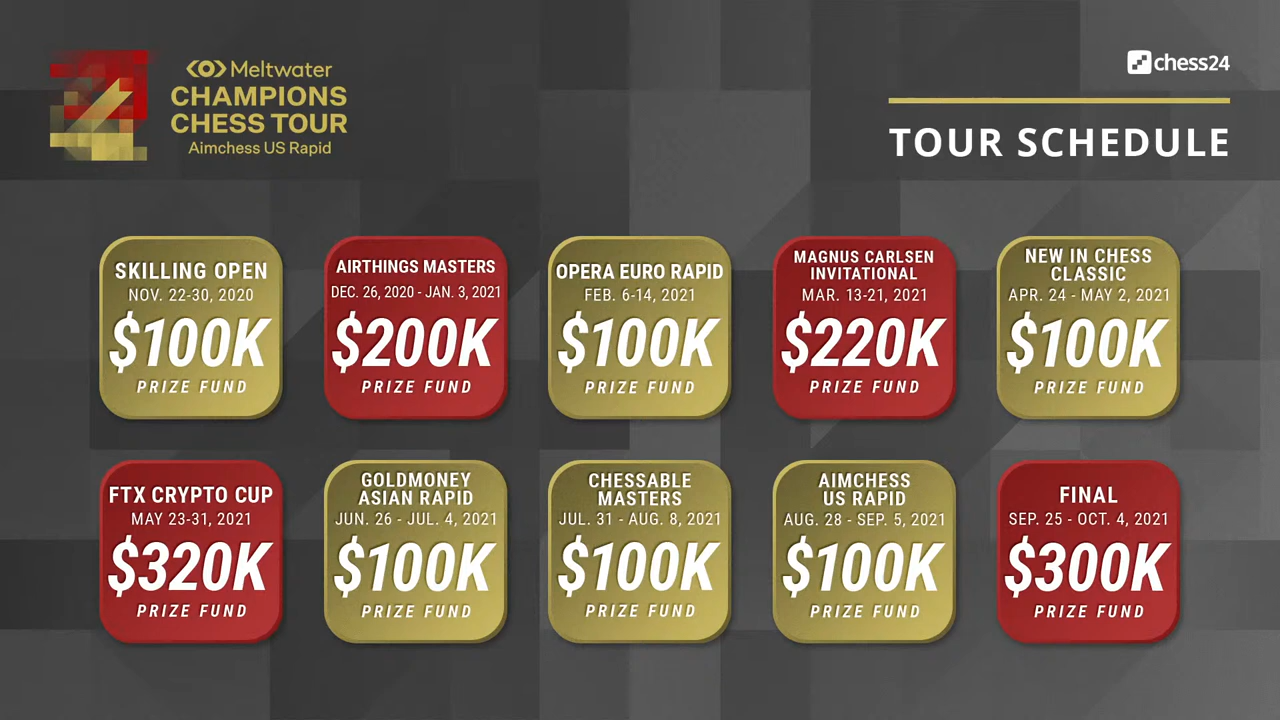 Meltwater
CHAMPIONS
CHESS TOUR
Aimchess US Rapid
chess24
TOUR SCHEDULE
SKILLING OPEN
NOV. 22-30, 2020
$100K
PRIZE FUND
AIRTHINGS MASTERS
DEC. 26, 2020 - JAN. 3, 2021
$200K
PRIZE FUND
OPERA EURO RAPID
FEB. 6-14, 2021
$100K
PRIZE FUND
MAGNUS CARLSEN
INVITATIONAL
MAR. 13-21, 2021
$220K
PRIZE FUND
NEW IN CHESS
CLASSIC
APR. 24 - MAY 2, 2021
$100K
PRIZE FUND
FTX CRYPTO CUP
MAY 23-31, 2021
$320K
PRIZE FUND
GOLDMONEY
ASIAN RAPID
JUN. 26 - JUL. 4, 2021
$100K
PRIZE FUND
CHESSABLE
MASTERS
JUL. 31 - AUG. 8, 2021
$100K
PRIZE FUND
AIMCHESS
US RAPID
AUG. 28 - SEP. 5, 2021
$100K
PRIZE FUND
FINAL
SEP. 25 - OCT. 4, 2021
$300K
PRIZE FUND